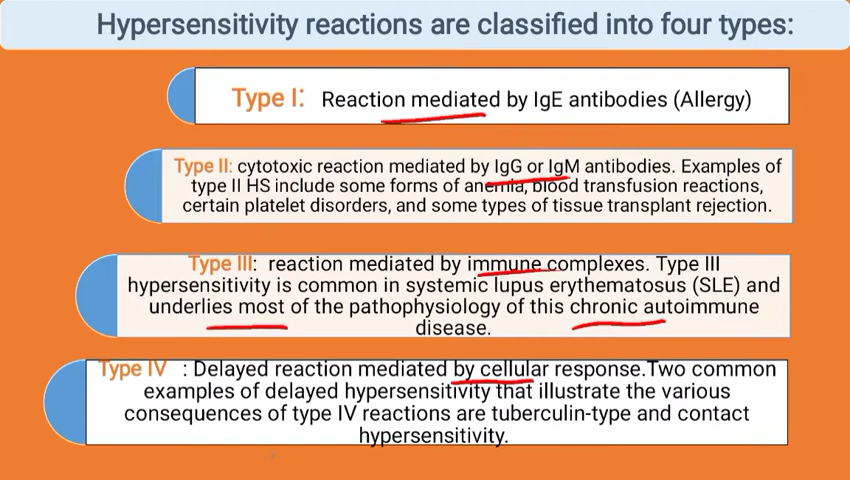 Hypersensitivity reactions are classified into four types:
Type I: Reaction mediated by IgE antibodies (Allergy)
Type II: cytotoxic reaction mediated by IgG or IgM antibodies. Examples of
type II HS include some forms of anemia, blood transfusion reactions,
certain platelet disorders, and some types of tissue transplant rejection.
Type III: reaction mediated by immune complexes. Type III
hypersensitivity is common in systemic lupus erythematosus (SLE) and
underlies most of the pathophysiology of this chronic autoimmune
disease.
Type IV : Delayed reaction mediated by cellular response.Two common
examples of delayed hypersensitivity that illustrate the various
consequences of type IV reactions are tuberculin-type and contact
hypersensitivity.